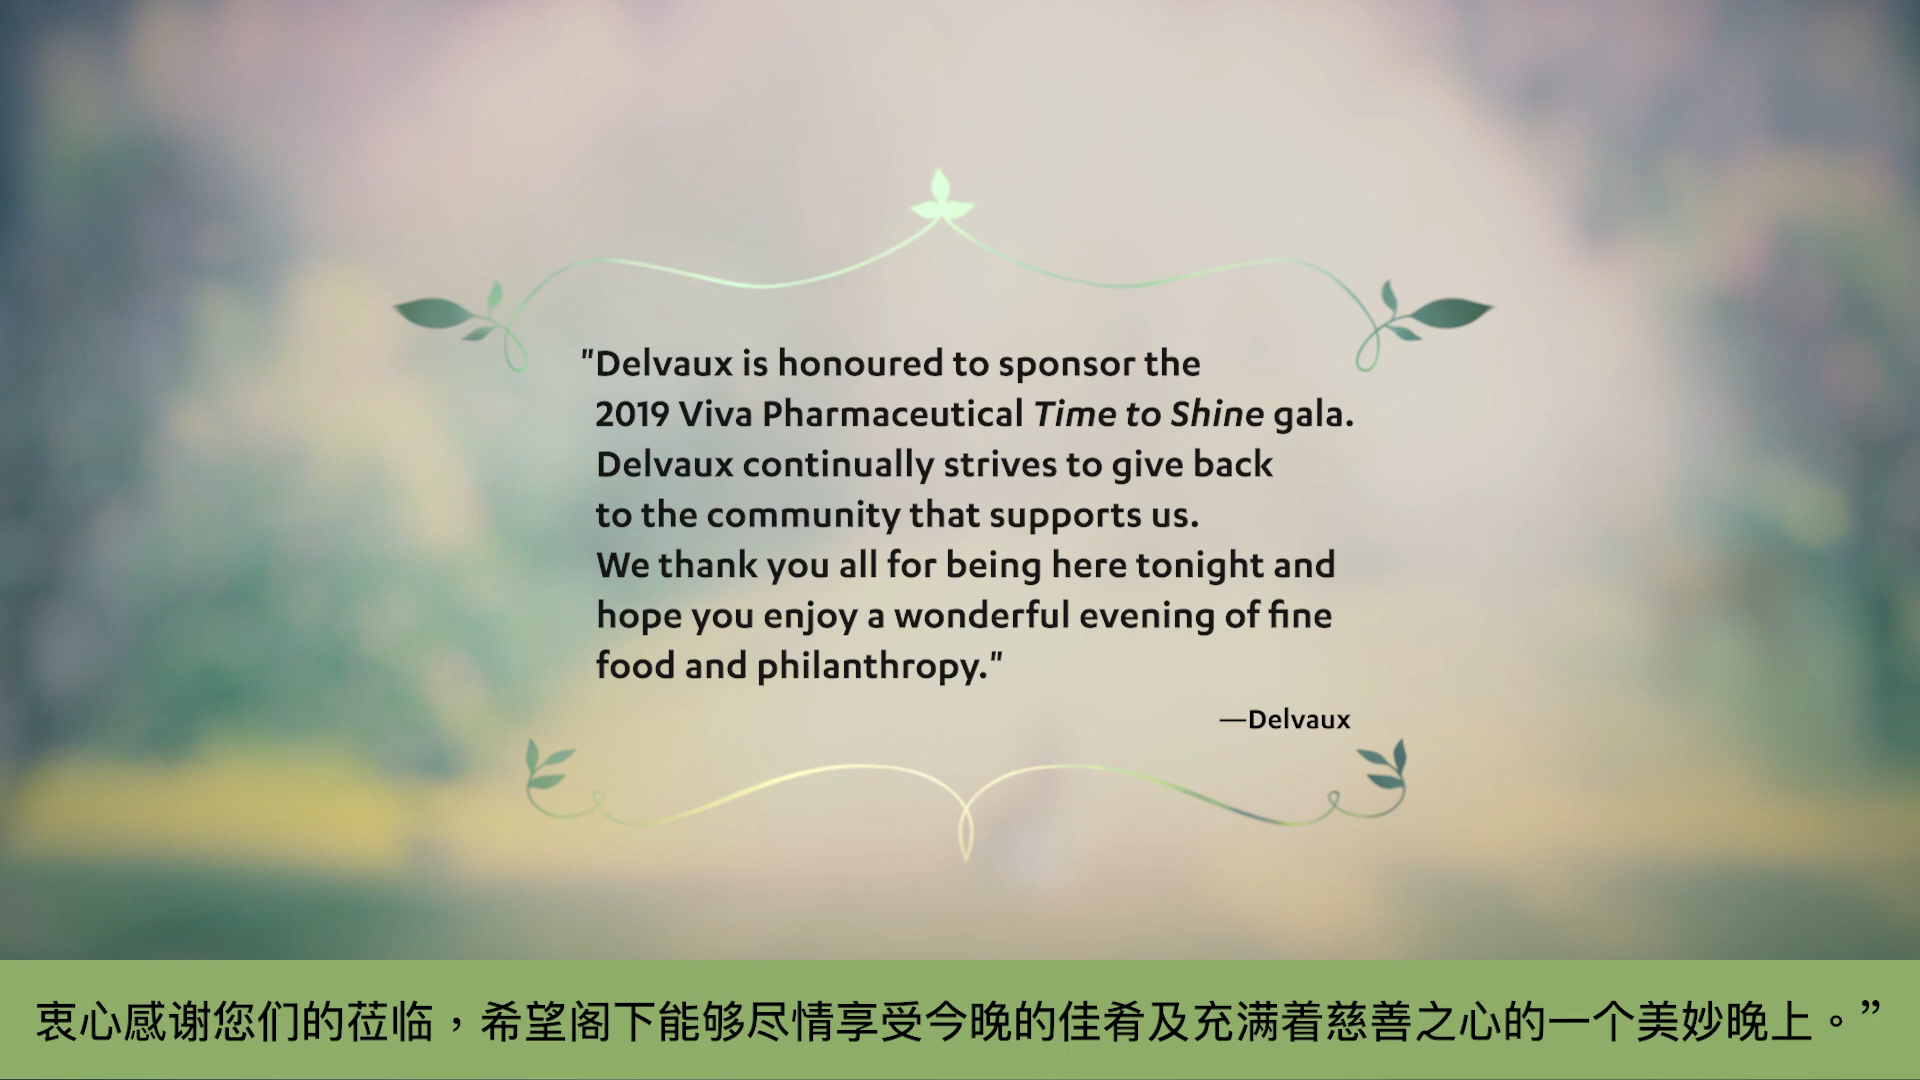 "Delvaux is honoured to sponsor the
2019 Viva Pharmaceutical Time to Shine gala.
Delvaux continually strives to give back
to the community that supports us.
We thank you all for being here tonight and
hope you enjoy a wonderful evening of fine
food and philanthropy."
—Delvaux
衷心感谢您们的莅临，希望阁下能够尽情享受今晚的佳肴及充满着慈善之心的一个美妙晚上。”